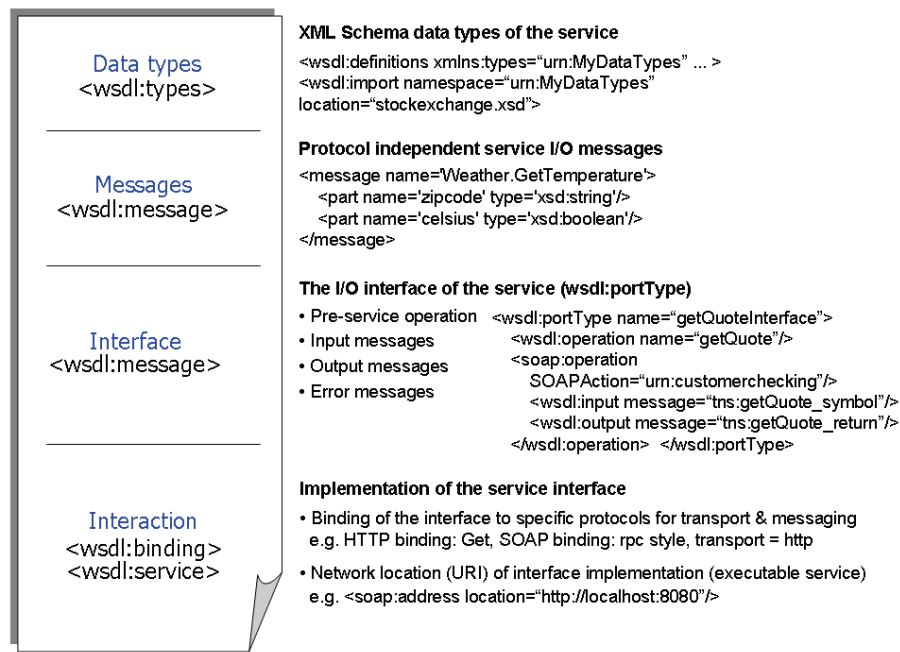 Data types
<wsdl:types>
XML Schema data types of the service
<wsdl:definitions xmlns:types=“urn:MyDataTypes” ... >
<wsdl:import namespace=“urn:MyDataTypes”
location=“stockexchange.xsd”>
Messages
<wsdl:message>
Protocol independent service I/O messages
<message name='Weather.GetTemperature'>
<part name='zipcode' type='xsd:string'/>
<part name='celsius' type='xsd:boolean'/>
</message>
Interface
<wsdl:message>
The I/O interface of the service (wsdl:portType)
• Pre-service operation
• Input messages
• Output messages
• Error messages
<wsdl:portType name=“getQuoteInterface”>
<wsdl:operation name=“getQuote”/>
<soap:operation
SOAPAction=“urn:customerchecking”/>
<wsdl:input message=“tns:getQuote_symbol”/>
<wsdl:output message=“tns:getQuote_return”/>
</wsdl:operation> </wsdl:portType>
Interaction
<wsdl:binding>
<wsdl:service>
Implementation of the service interface
• Binding of the interface to specific protocols for transport & messaging
e.g. HTTP binding: Get, SOAP binding: rpc style, transport = http
• Network location (URI) of interface implementation (executable service)
e.g. <soap:address location=“http://localhost:8080”/>